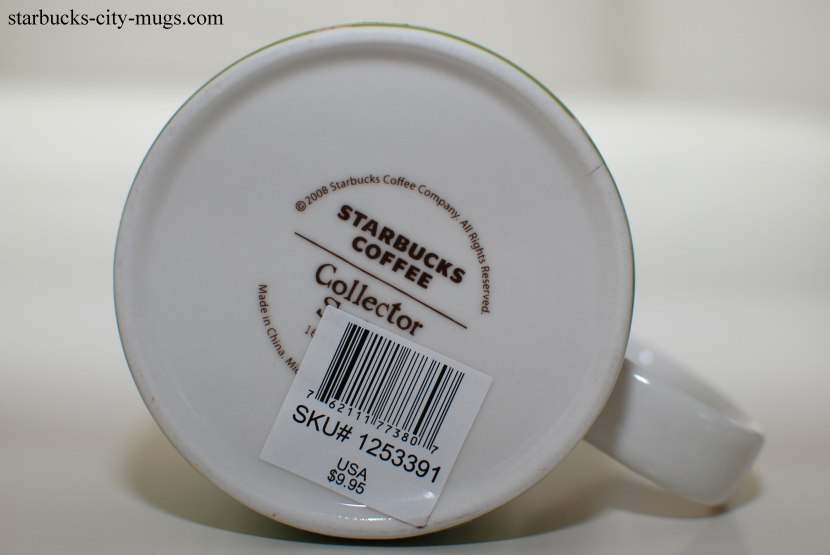 starbucks-city-mugs.com
©2008 Starbucks Coffee Company. All Rights Reserved.
STARBUCKS
COFFEE
Collector
Made in China.
7 62111 77380 7
SKU# 1253391
USA
$9.95